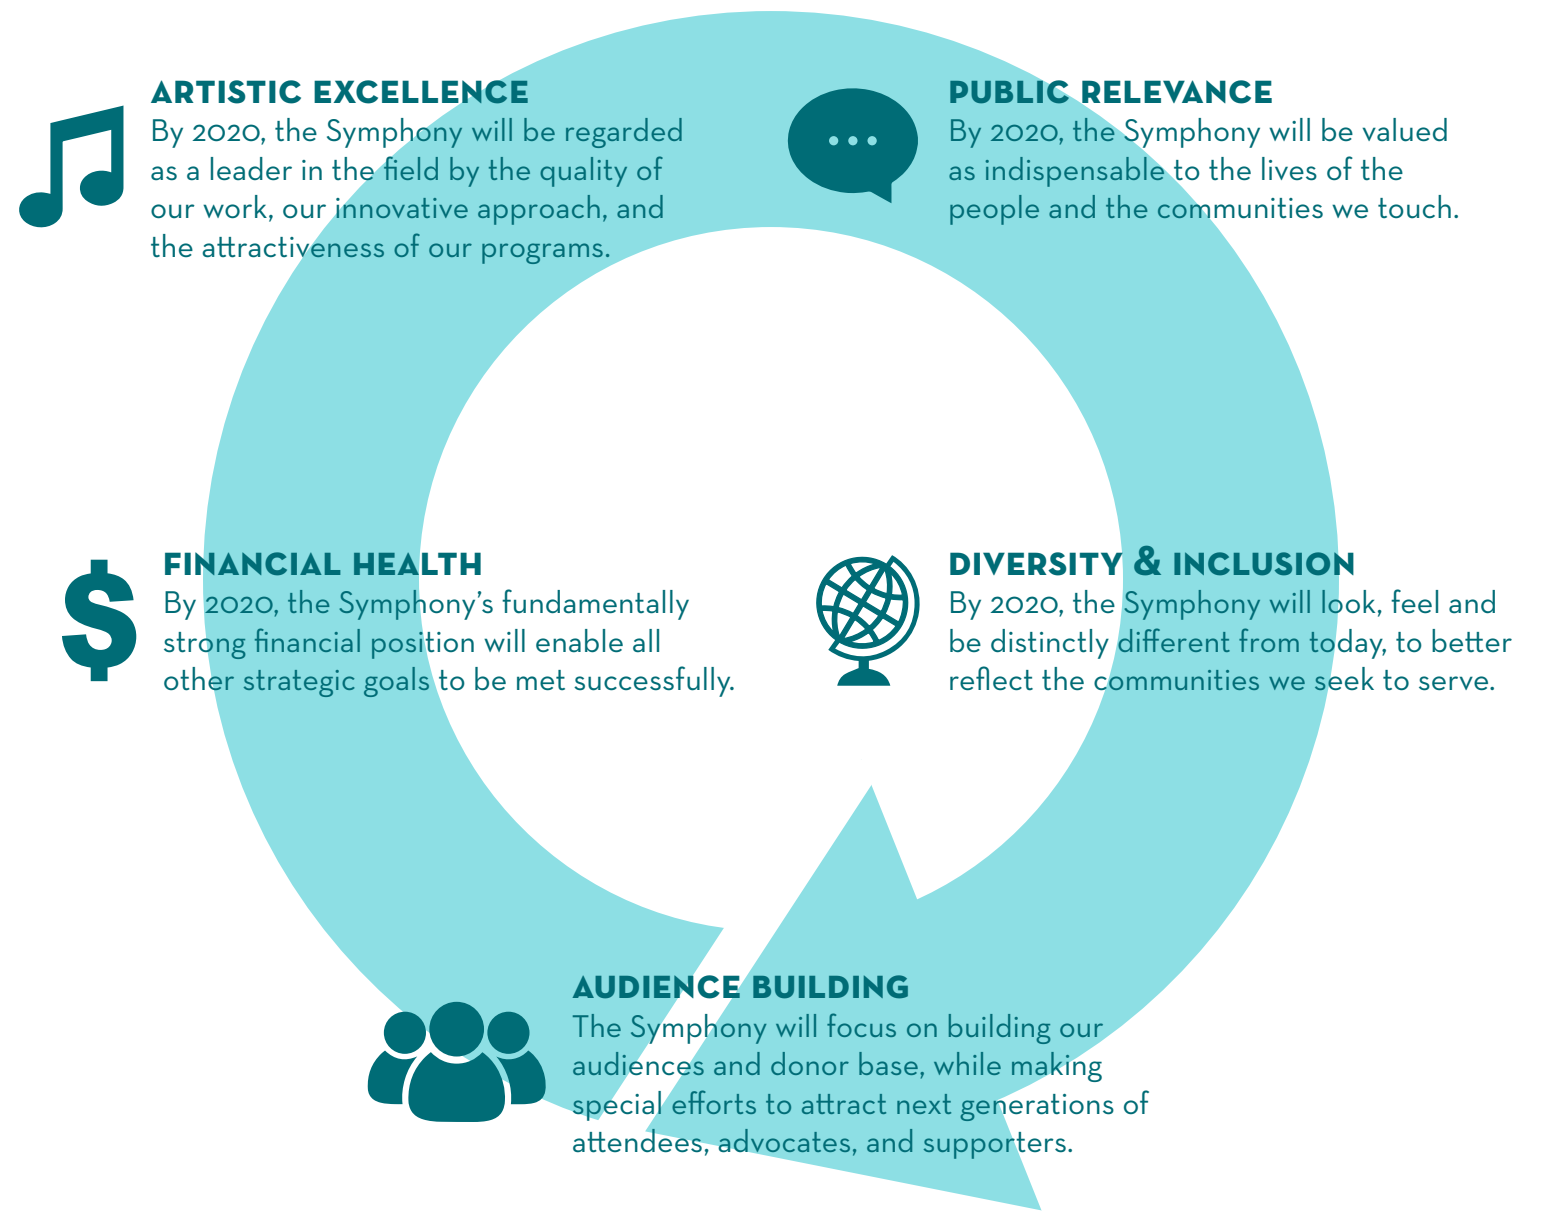 ARTISTIC EXCELLENCE
By 2020, the Symphony will be regarded
as a leader in the field by the quality of
our work, our innovative approach, and
the attractiveness of our programs.
PUBLIC RELEVANCE
By 2020, the Symphony will be valued
as indispensable to the lives of the
people and the communities we touch.
FINANCIAL HEALTH
By 2020, the Symphony’s fundamentally
strong financial position will enable all
other strategic goals to be met successfully.
DIVERSITY & INCLUSION
By 2020, the Symphony will look, feel and
be distinctly different from today, to better
reflect the communities we seek to serve.
AUDIENCE BUILDING
The Symphony will focus on building our
audiences and donor base, while making
special efforts to attract next generations of
attendees, advocates, and supporters.